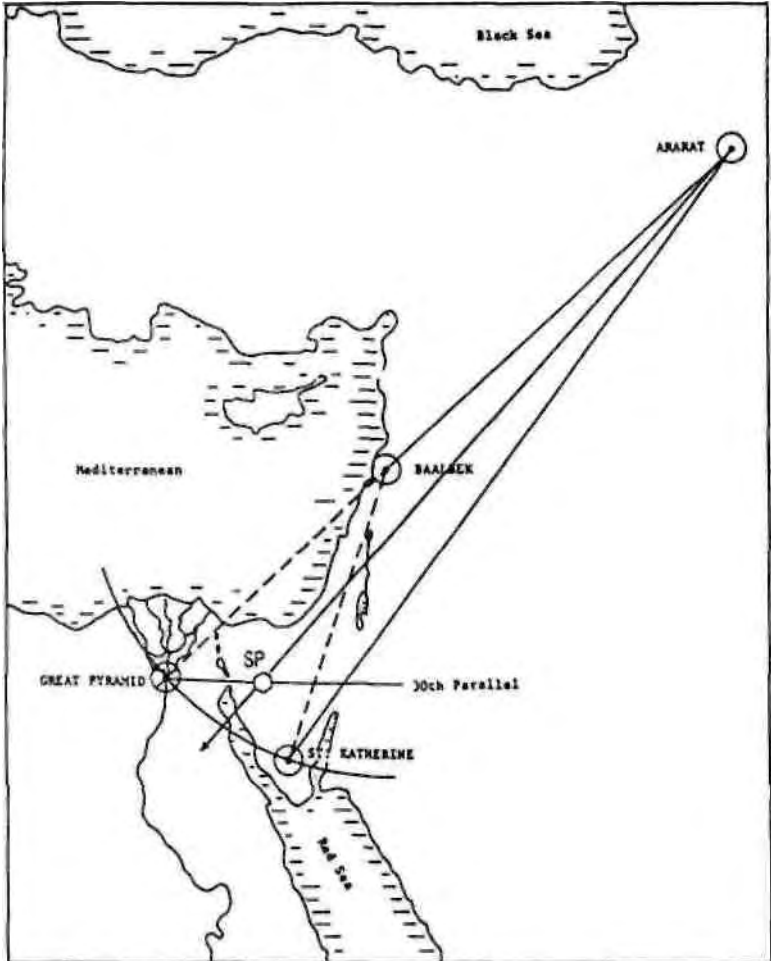 Black Sea
ARARAT
Mediterranean
BAALBEK
SP
GREAT PYRAMID
30th Parallel
ST. KATHERINE
Red Sea